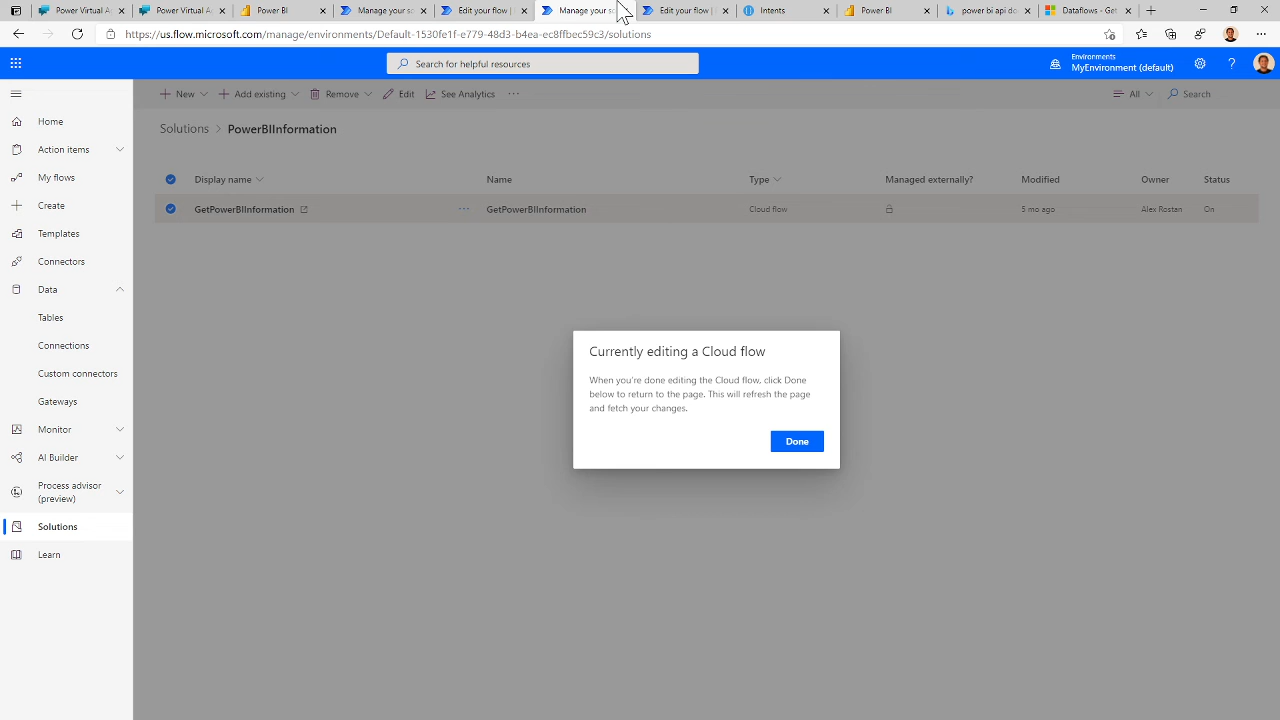 Power Virtual Ag
Power Virtual Ag
Power BI
Manage your so
Edit your flow |
Manage your so
Edit your flow |
Intents
Power BI
power bi api do
Dataflows - Get
https://us.flow.microsoft.com/manage/environments/Default-1530fe1f-e779-48d3-b4ea-ec8ffbec59c3/solutions
Search for helpful resources
Environments
MyEnvironment (default)
New
Add existing
Remove
Edit
See Analytics
All
Search
Solutions > PowerBIInformation
Display name
Name
Type
Managed externally?
Modified
Owner
Status
GetPowerBIInformation
GetPowerBIInformation
Cloud flow
5 mo ago
Alex Rostan
On
Home
Action items
My flows
Create
Templates
Connectors
Data
Tables
Connections
Custom connectors
Gateways
Monitor
AI Builder
Process advisor
(preview)
Solutions
Learn
Currently editing a Cloud flow
When you're done editing the Cloud flow, click Done
below to return to the page. This will refresh the page
and fetch your changes.
Done